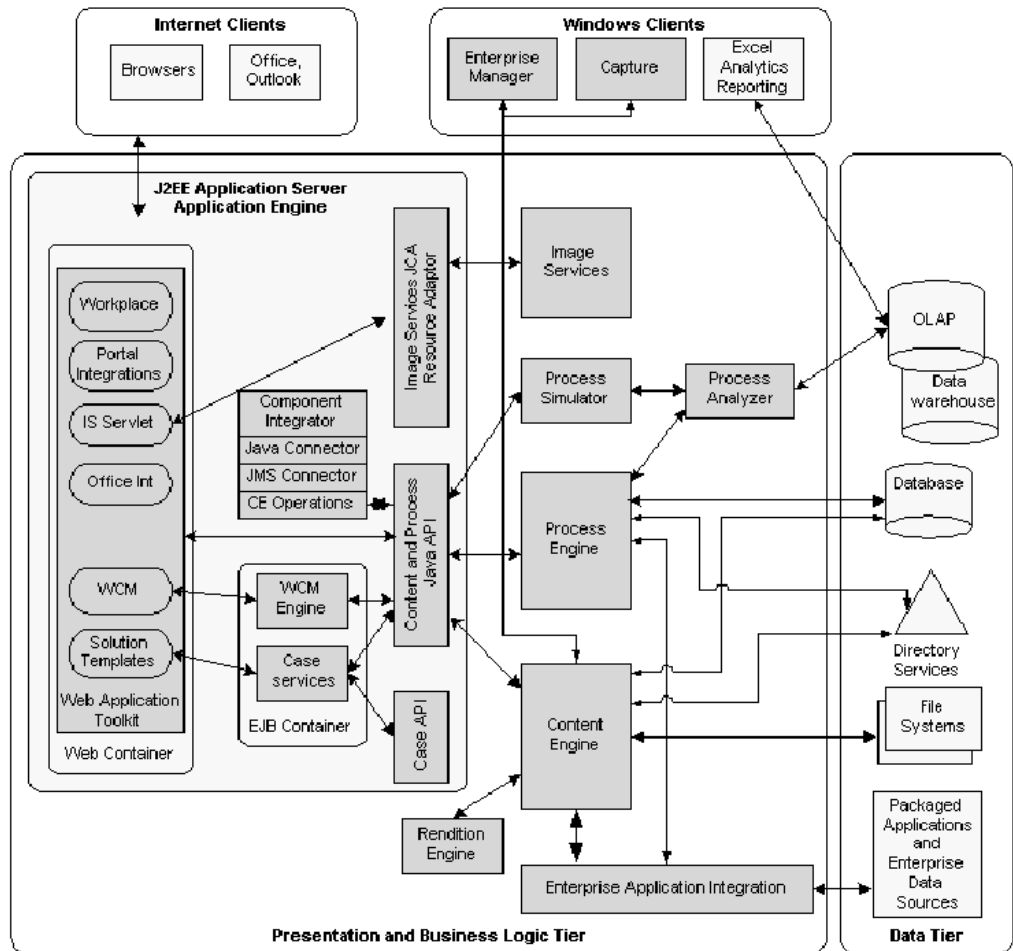 Internet Clients
Browsers
Office,
Outlook
Windows Clients
Enterprise
Manager
Capture
Excel
Analytics
Reporting
J2EE Application Server
Application Engine
Workplace
Portal
Integrations
IS Servlet
Office Int
WCM
Solution
Templates
Web Application
Toolkit
Web Container
Component
Integrator
Java Connector
JMS Connector
CE Operations
WCM
Engine
Case
services
EJB Container
Image Services JCA
Resource Adaptor
Content and Process
Java API
Case API
Image
Services
Process
Simulator
Process
Analyzer
Process
Engine
Content
Engine
Rendition
Engine
Enterprise Application Integration
Presentation and Business Logic Tier
OLAP
Data
warehouse
Database
Directory
Services
File
Systems
Packaged
Applications
and
Enterprise
Data
Sources
Data Tier